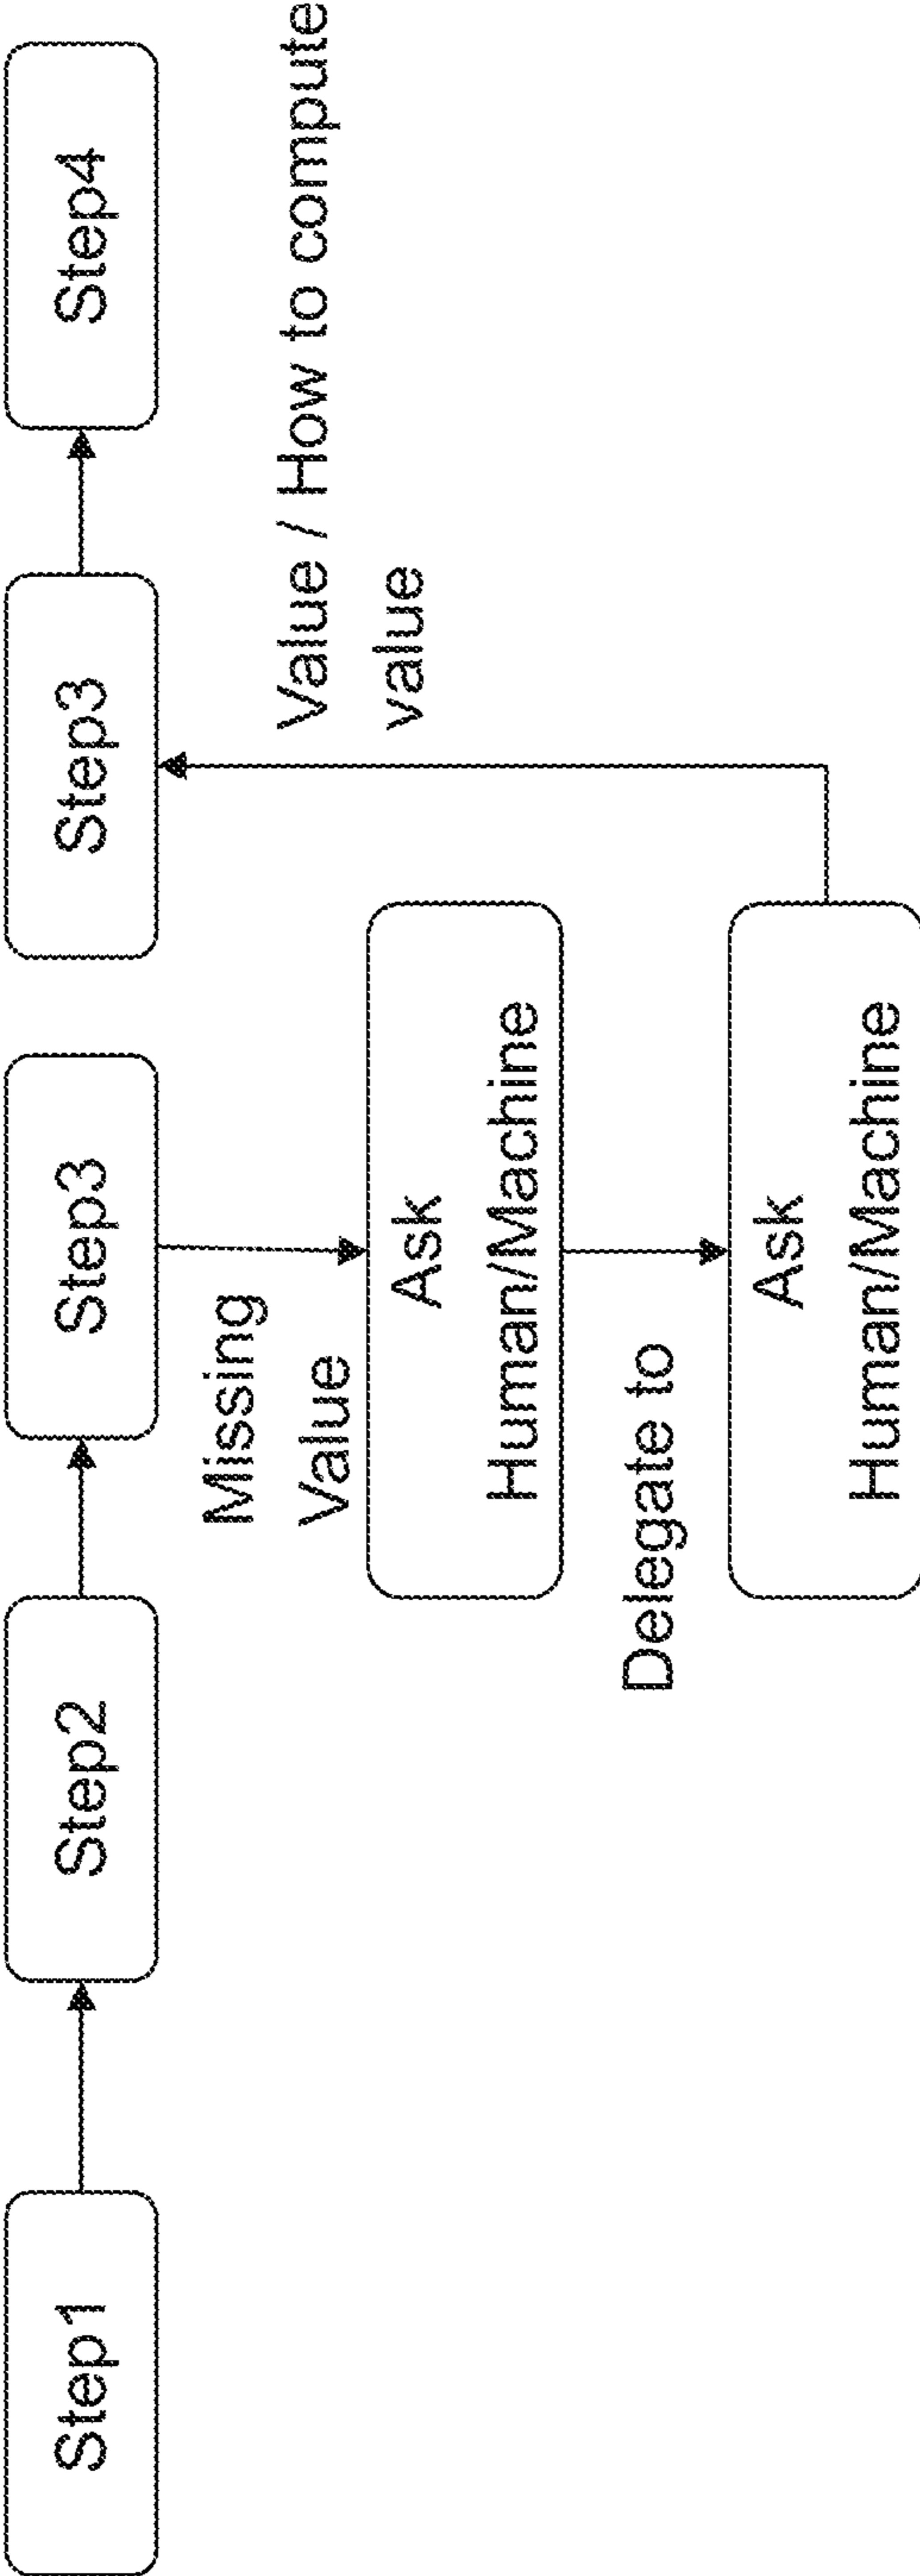 Step1
Step2
Step3
Step3
Step4
Missing
Value
Value / How to compute
value
Ask
Human/Machine
Delegate to
Ask
Human/Machine